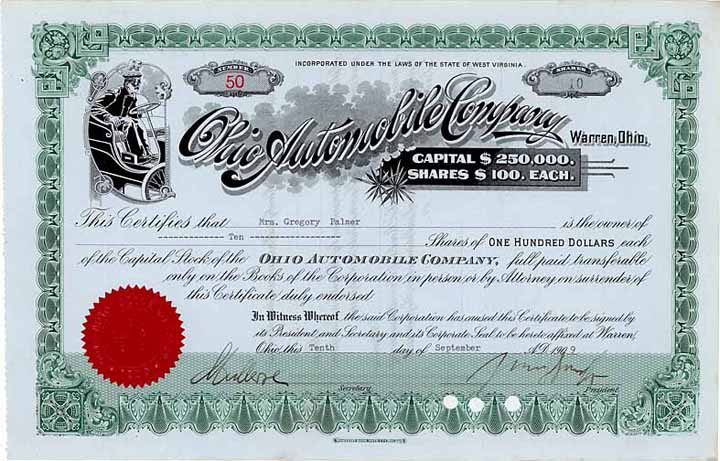 INCORPORATED UNDER THE LAWS OF THE STATE OF WEST VIRGINIA.
NUMBER
50
SHARES
10
Ohio Automobile Company
Warren, Ohio.
CAPITAL $ 250,000.
SHARES $ 100. EACH.
This Certifies that Mrs. Gregory Palmer is the owner of
Ten Shares of ONE HUNDRED DOLLARS each
of the Capital Stock of the OHIO AUTOMOBILE COMPANY, full paid transferable
only on the Books of the Corporation, in person or by Attorney on surrender of
this Certificate duly endorsed
In Witness Whereof, the said Corporation has caused this Certificate to be signed by
its President and Secretary and its Corporate Seal to be hereto affixed at Warren,
Ohio this Tenth day of September A.D. 1909
Secretary.
President.